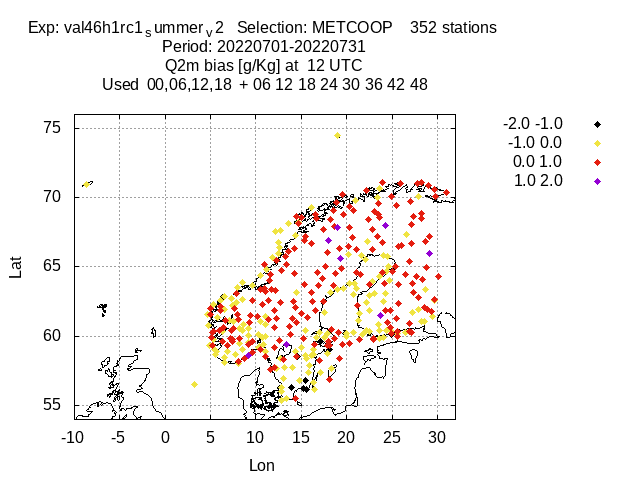 Exp: val46h1rc1summerv2 Selection: METCOOP 352 stations
Period: 20220701-20220731
Q2m bias [g/Kg] at 12 UTC
Used 00,06,12,18 + 06 12 18 24 30 36 42 48
-2.0 -1.0
-1.0 0.0
0.0 1.0
1.0 2.0
75
70
65
60
55
Lat
-10 -5 0 5 10 15 20 25 30
Lon